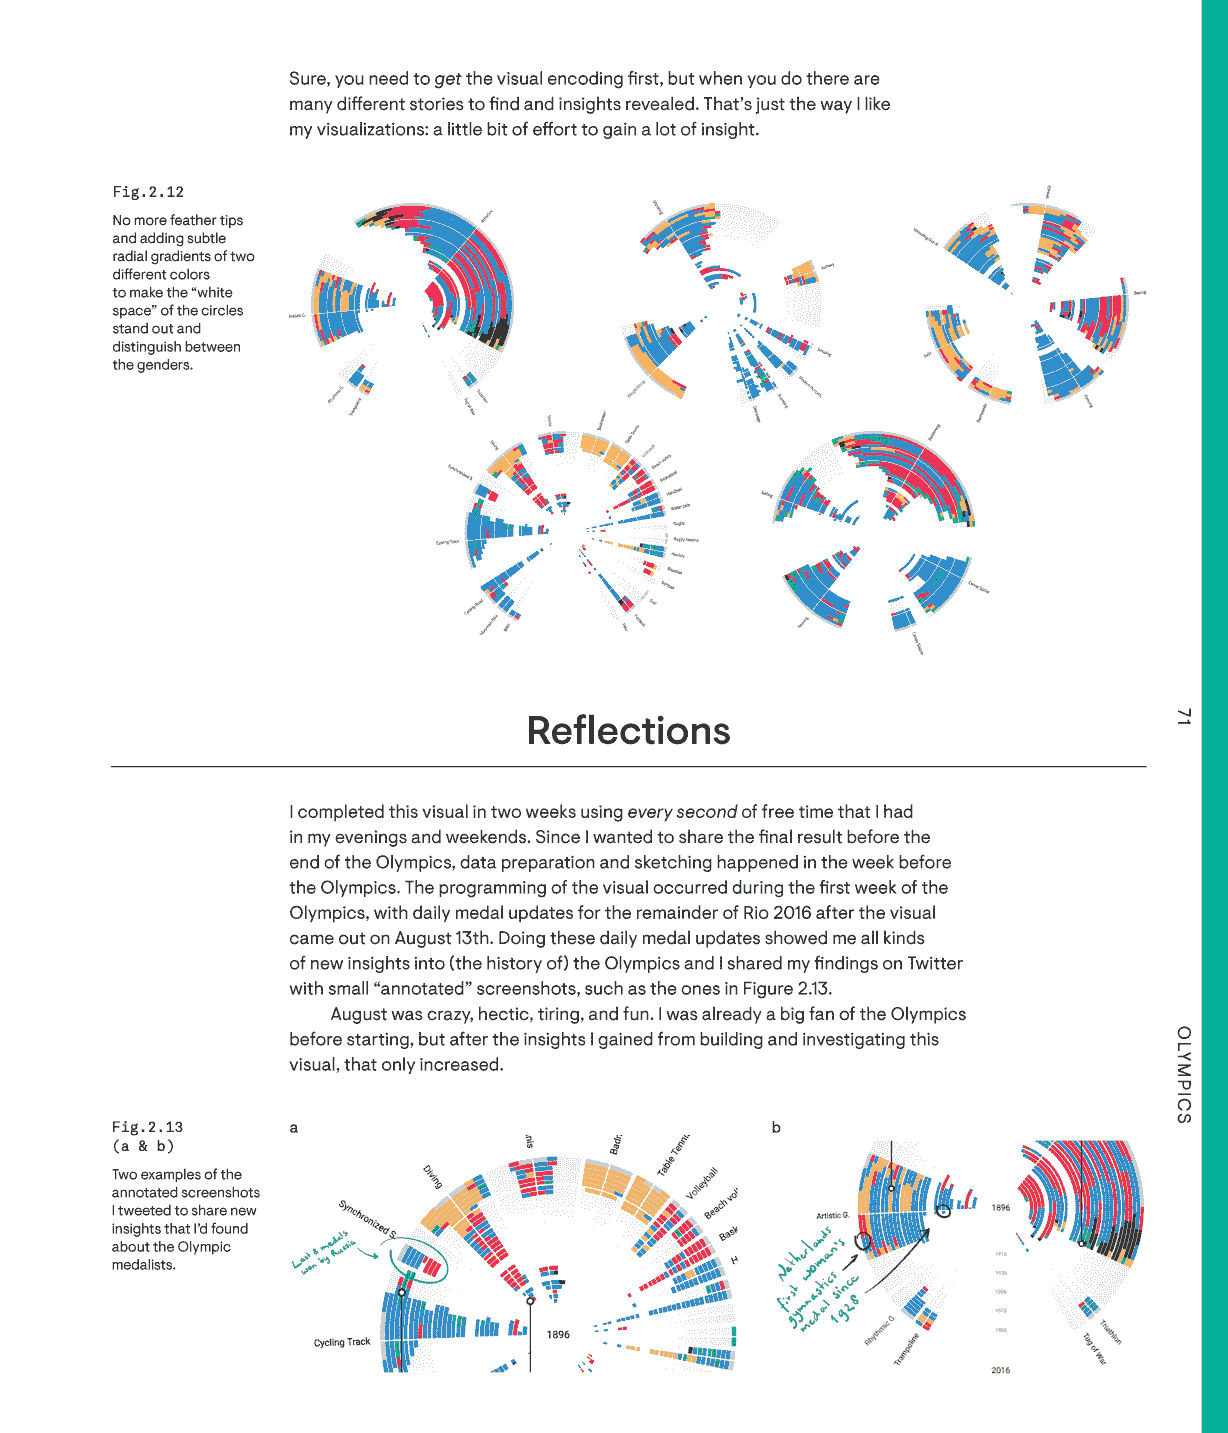 Sure, you need to get the visual encoding first, but when you do there are
many different stories to find and insights revealed. That's just the way I like
my visualizations: a little bit of effort to gain a lot of insight.
Fig.2.12
No more feather tips
and adding subtle
radial gradients of two
different colors
to make the "white
space" of the circles
stand out and
distinguish between
the genders.
Reflections
71
I completed this visual in two weeks using every second of free time that I had
in my evenings and weekends. Since I wanted to share the final result before the
end of the Olympics, data preparation and sketching happened in the week before
the Olympics. The programming of the visual occurred during the first week of the
Olympics, with daily medal updates for the remainder of Rio 2016 after the visual
came out on August 13th. Doing these daily medal updates showed me all kinds
of new insights into (the history of) the Olympics and I shared my findings on Twitter
with small "annotated" screenshots, such as the ones in Figure 2.13.
August was crazy, hectic, tiring, and fun. I was already a big fan of the Olympics
before starting, but after the insights I gained from building and investigating this
visual, that only increased.
OLYMPICS
Fig.2.13
(a & b)
Two examples of the
annotated screenshots
I tweeted to share new
insights that I'd found
about the Olympic
medalists.
a
nis
Badr.
Table Tenni.
Volleyball
Beach voll
Bask
H
Diving
Synchronized S.
Last 8 medals
won by Russia
Cycling Track
1896
b
Artistic G.
1896
Netherlands
first woman's
gymnastics
medal since
1928
Rhythmic G.
Trampoline
Triathlon
Tug of War
2016